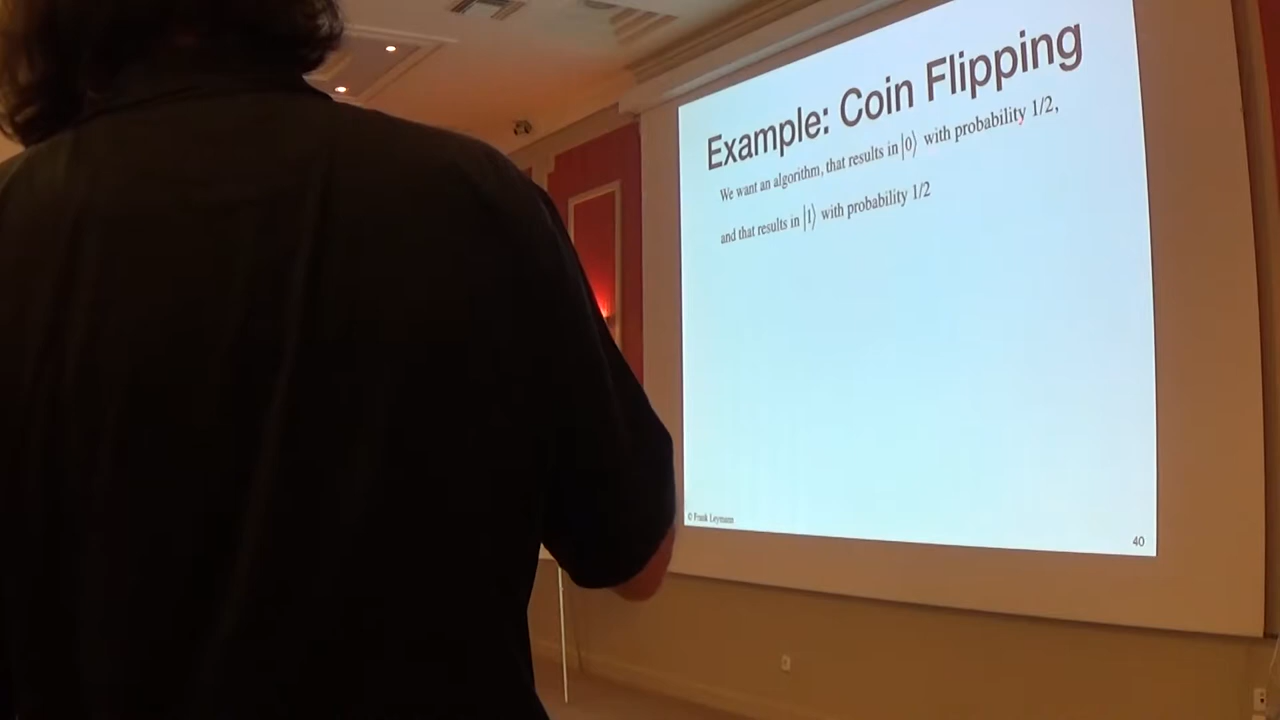 Example: Coin Flipping
We want an algorithm, that results in |0⟩ with probability 1/2,
and that results in |1⟩ with probability 1/2
© Frank Leymann
40